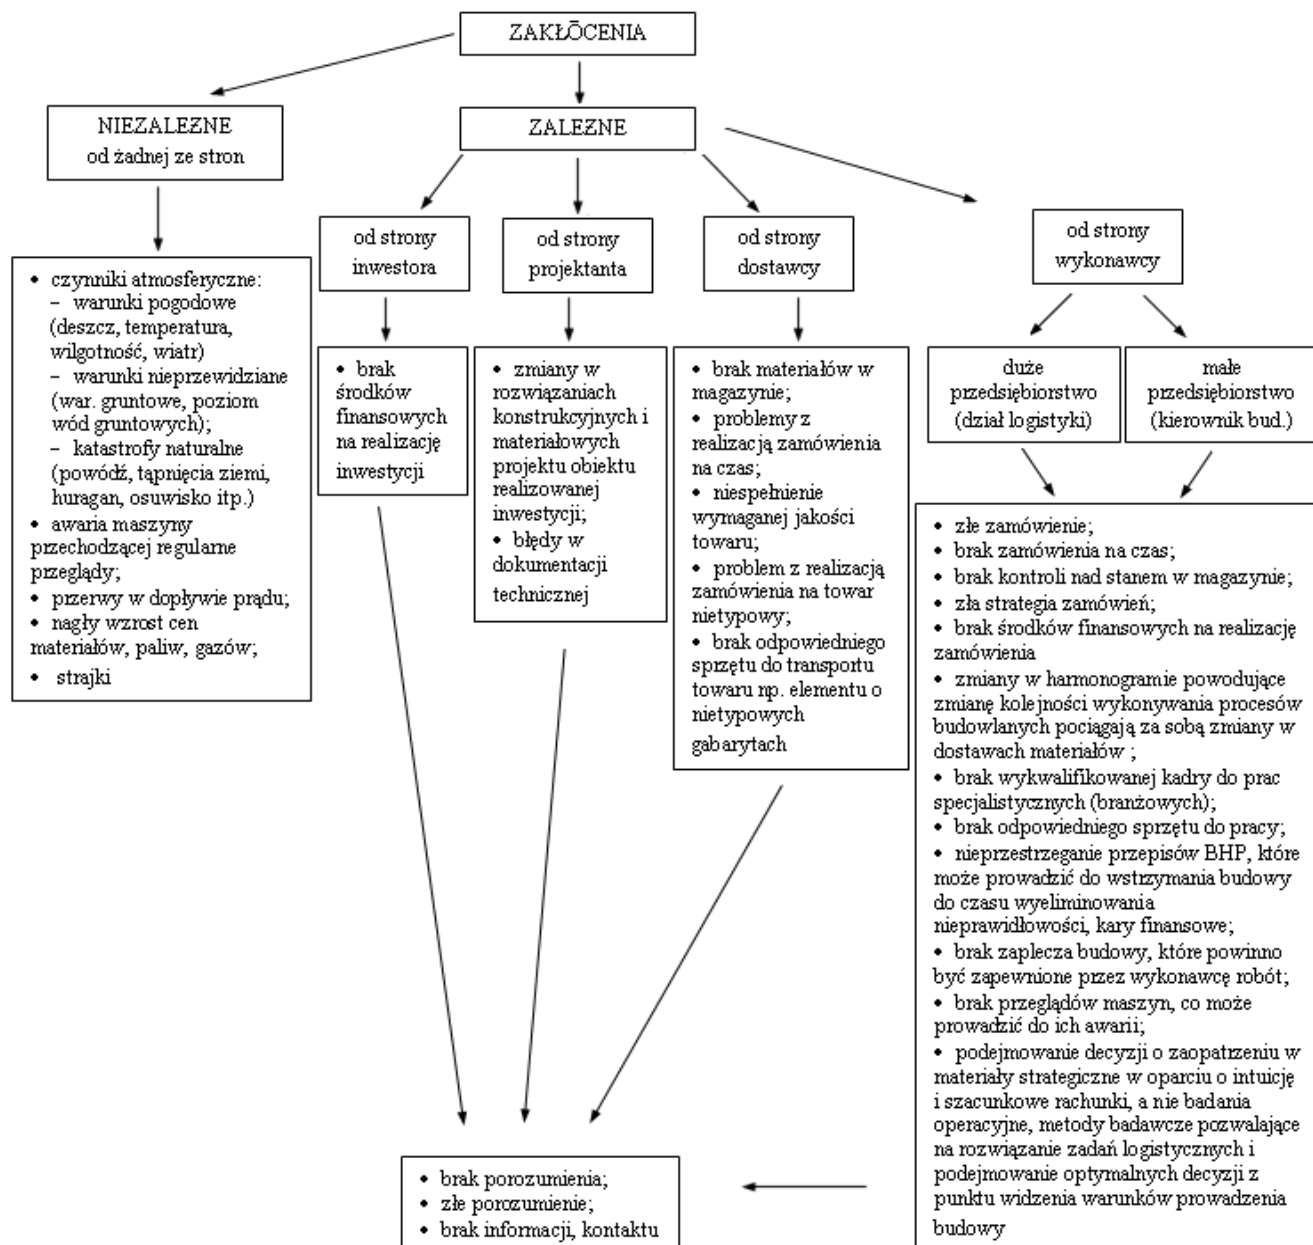 ZAKŁŌCENIA
NIEZALEŻNE
od żadnej ze stron
ZALEŻNE
od strony
inwestora
od strony
projektanta
od strony
dostawcy
od strony
wykonawcy
• czynniki atmosferyczne:
– warunki pogodowe
(deszcz, temperatura,
wilgotność, wiatr)
– warunki nieprzewidziane
(war. gruntowe, poziom
wód gruntowych);
– katastrofy naturalne
(powódź, tąpnięcia ziemi,
huragan, osuwisko itp.)
• awaria maszyny
przechodzącej regularne
przeglądy;
• przerwy w dopływie prądu;
• nagły wzrost cen
materiałów, paliw, gazów;
• strajki
• brak
środków
finansowych
na realizację
inwestycji
• zmiany w
rozwiązaniach
konstrukcyjnych i
materiałowych
projektu obiektu
realizowanej
inwestycji;
• błędy w
dokumentacji
technicznej
• brak materiałów w
magazynie;
• problemy z
realizacją zamówienia
na czas;
• niespełnienie
wymaganej jakości
towaru;
• problem z realizacją
zamówienia na towar
nietypowy;
• brak odpowiedniego
sprzętu do transportu
towaru np. elementu o
nietypowych
gabarytach
duże
przedsiębiorstwo
(dział logistyki)
małe
przedsiębiorstwo
(kierownik bud.)
• złe zamówienie;
• brak zamówienia na czas;
• brak kontroli nad stanem w magazynie;
• zła strategia zamówień;
• brak środków finansowych na realizację
zamówienia
• zmiany w harmonogramie powodujące
zmianę kolejności wykonywania procesów
budowlanych pociągają za sobą zmiany w
dostawach materiałów ;
• brak wykwalifikowanej kadry do prac
specjalistycznych (branżowych);
• brak odpowiedniego sprzętu do pracy;
• nieprzestrzeganie przepisów BHP, które
może prowadzić do wstrzymania budowy
do czasu wyeliminowania
nieprawidłowości, kary finansowe;
• brak zaplecza budowy, które powinno
być zapewnione przez wykonawcę robót;
• brak przeglądów maszyn, co może
prowadzić do ich awarii;
• podejmowanie decyzji o zaopatrzeniu w
materiały strategiczne w oparciu o intuicję
i szacunkowe rachunki, a nie badania
operacyjne, metody badawcze pozwalające
na rozwiązanie zadań logistycznych i
podejmowanie optymalnych decyzji z
punktu widzenia warunków prowadzenia
budowy
• brak porozumienia;
• złe porozumienie;
• brak informacji, kontaktu